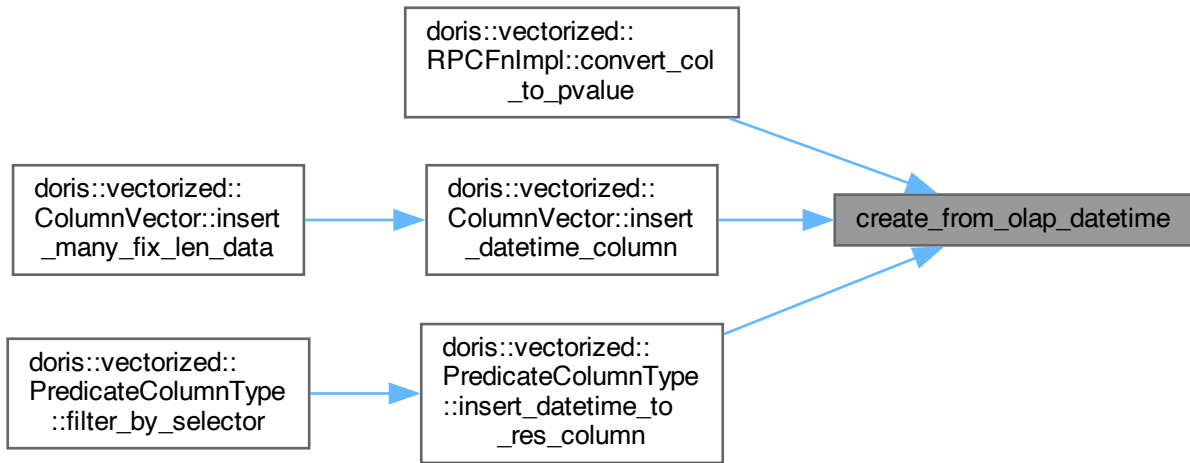 doris::vectorized::
RPCFnImpl::convert_col
_to_pvalue
doris::vectorized::
ColumnVector::insert
_many_fix_len_data
doris::vectorized::
ColumnVector::insert
_datetime_column
create_from_olap_datetime
doris::vectorized::
PredicateColumnType
::filter_by_selector
doris::vectorized::
PredicateColumnType
::insert_datetime_to
_res_column